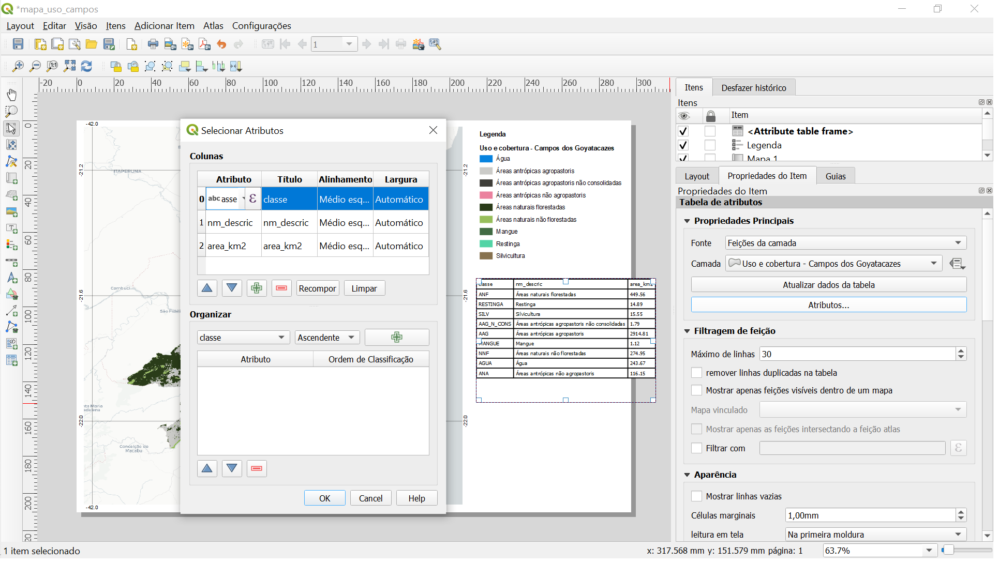 *mapa_uso_campos
Layout Editar Visão Itens Adicionar Item Atlas Configurações
1
1:1
-20 0 20 40 60 80 100 120 140 160 180 200 220 240 260 280 300
0
20
40
60
80
100
120
140
160
180
200
20
-42.0
-21.2
-21.6
-22.0
-42.0
-21.2
-21.6
-22.0
ITAPERUNA
Cambuci
São Fidél
nta Maria
adalena
Conceição de
Macabu
Selecionar Atributos
Colunas
Atributo Título Alinhamento Largura
0 abc asse ε classe Médio esq... Automático
1 nm_descric nm_descric Médio esq... Automático
2 area_km2 area_km2 Médio esq... Automático
Recompor Limpar
Organizar
classe Ascendente
Atributo Ordem de Classificação
OK Cancel Help
Legenda
Uso e cobertura - Campos dos Goyatacazes
Água
Áreas antrópicas agropastoris
Áreas antrópicas agropastoris não consolidadas
Áreas antrópicas não agropastoris
Áreas naturais florestadas
Áreas naturais não florestadas
Mangue
Restinga
Silvicultura
classe nm_descric area_km2
ANF Áreas naturais florestadas 449.56
RESTINGA Restinga 14.89
SILV Silvicultura 15.55
AAG_N_CONS Áreas antrópicas agropastoris não consolidadas 1.79
AAG Áreas antrópicas agropastoris 2914.81
MANGUE Mangue 1.12
NNF Áreas naturais não florestadas 274.95
AGUA Água 243.67
ANA Áreas antrópicas não agropastoris 116.15
Itens Desfazer histórico
Itens
Item
<Attribute table frame>
Legenda
Mapa 1
Layout Propriedades do Item Guias
Propriedades do Item
Tabela de atributos
Propriedades Principais
Fonte Feições da camada
Camada Uso e cobertura - Campos dos Goyatacazes
Atualizar dados da tabela
Atributos...
Filtragem de feição
Máximo de linhas 30
remover linhas duplicadas na tabela
Mostrar apenas feições visíveis dentro de um mapa
Mapa vinculado
Mostrar apenas as feições intersectando a feição atlas
Filtrar com ε
Aparência
Mostrar linhas vazias
Células marginais 1,00mm
leitura em tela Na primeira moldura
1 item selecionado
x: 317.568 mm y: 151.579 mm página: 1 63.7%